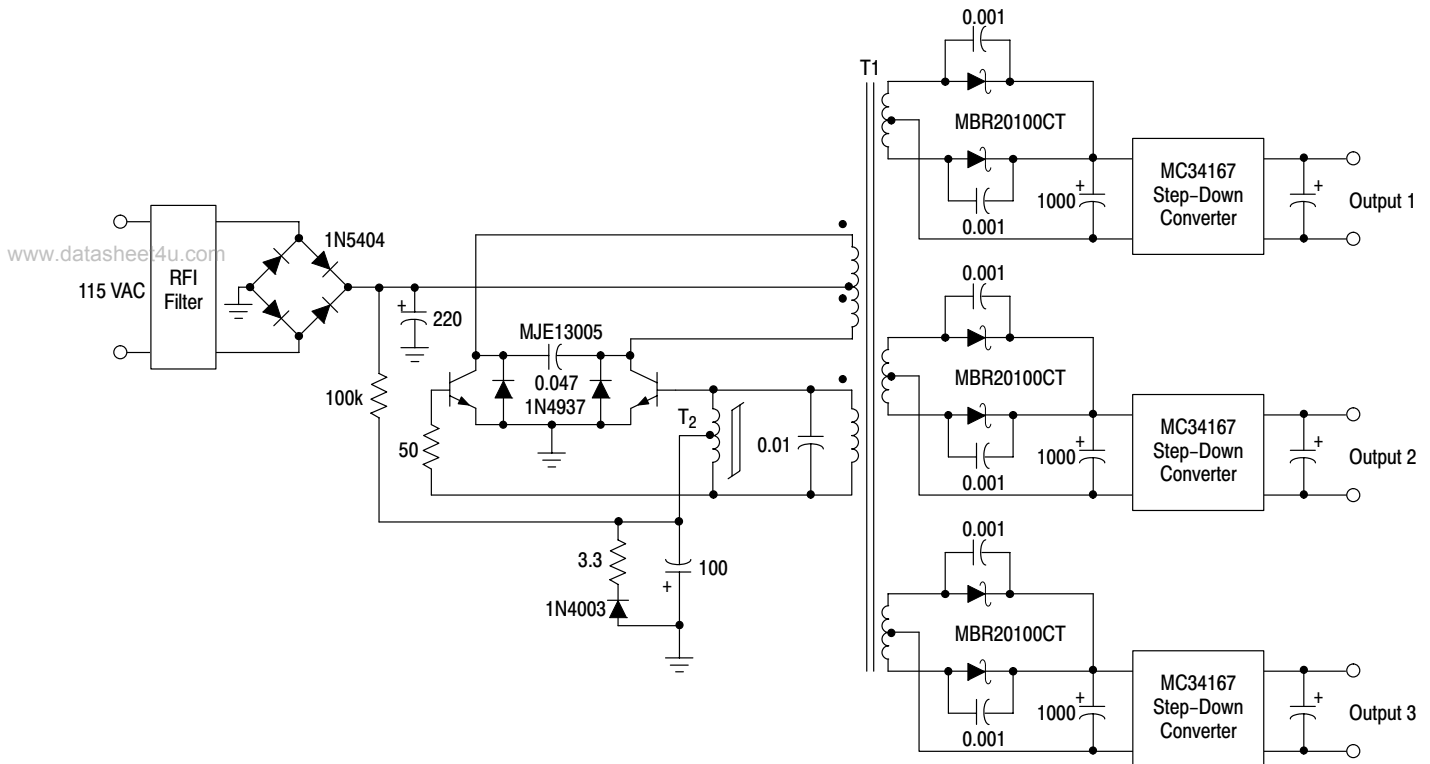 0.001
T1
MBR20100CT
0.001
1000
+
MC34167
Step–Down
Converter
+
Output 1
www.datasheet4u.com
115 VAC
RFI
Filter
1N5404
+
220
100k
MJE13005
0.047
1N4937
50
T2
0.01
3.3
1N4003
100
+
0.001
MBR20100CT
0.001
1000
+
MC34167
Step–Down
Converter
+
Output 2
0.001
MBR20100CT
0.001
1000
+
MC34167
Step–Down
Converter
+
Output 3